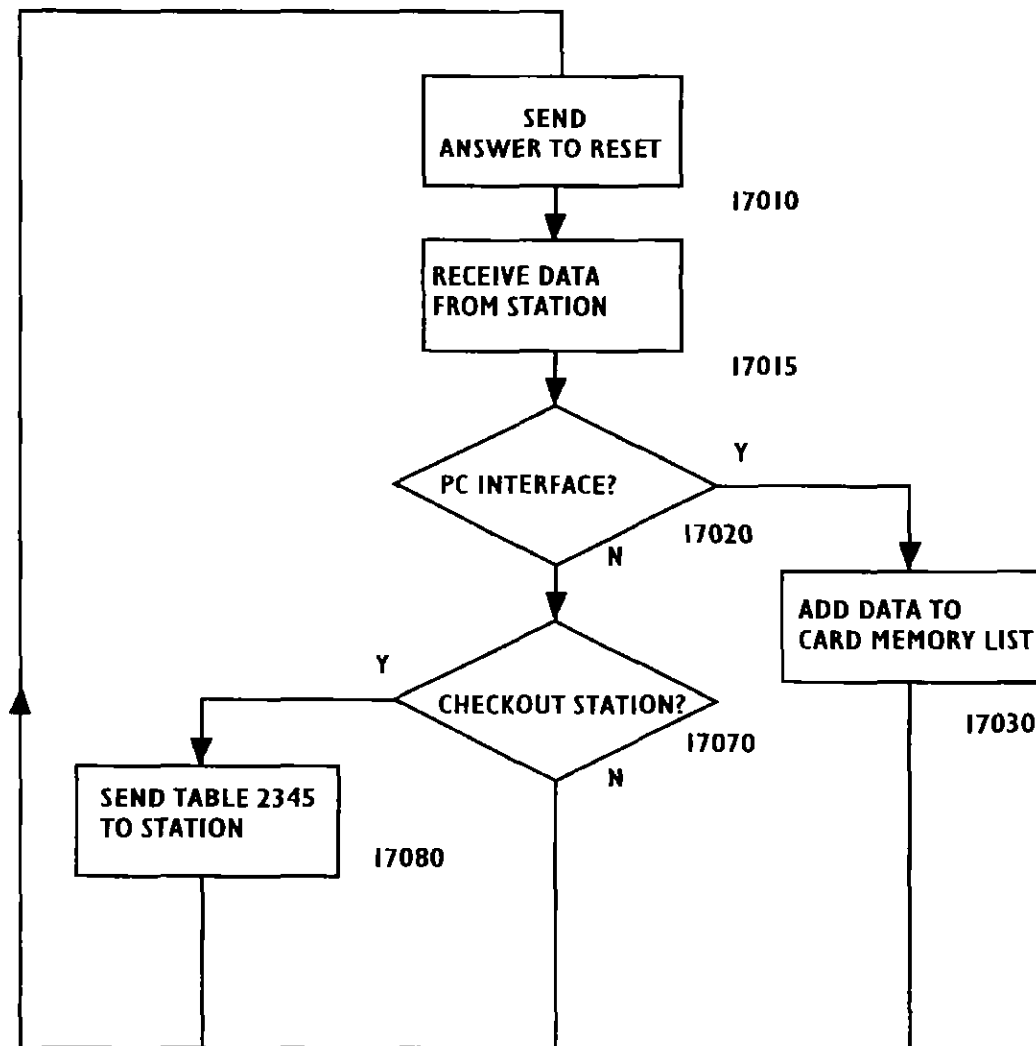 SEND
ANSWER TO RESET
17010
RECEIVE DATA
FROM STATION
17015
Y
PC INTERFACE?
17020
N
ADD DATA TO
CARD MEMORY LIST
17030
Y
CHECKOUT STATION?
17070
N
SEND TABLE 2345
TO STATION
17080